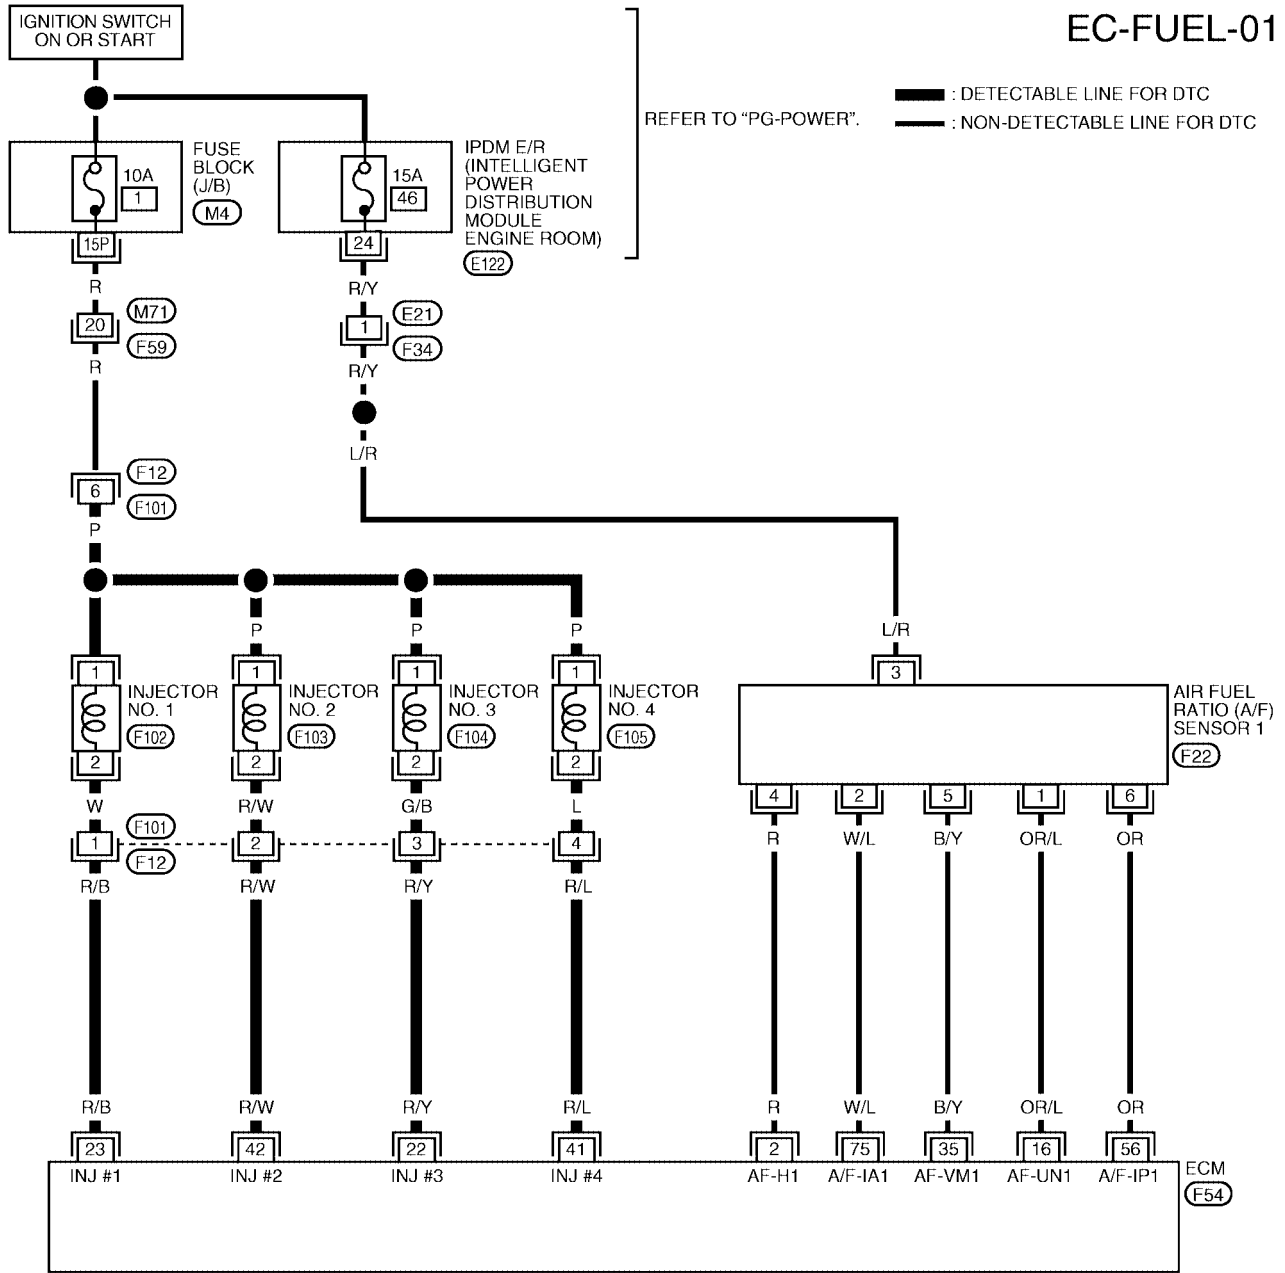 IGNITION SWITCH
ON OR START
EC-FUEL-01
: DETECTABLE LINE FOR DTC
: NON-DETECTABLE LINE FOR DTC
REFER TO “PG-POWER”.
10A
1
FUSE
BLOCK
(J/B)
M4
15A
46
IPDM E/R
(INTELLIGENT
POWER
DISTRIBUTION
MODULE
ENGINE ROOM)
E122
15P
24
R
R/Y
20
M71
F59
1
E21
F34
R
R/Y
L/R
6
F12
F101
P
P
P
P
L/R
1
1
1
1
3
INJECTOR
NO. 1
F102
INJECTOR
NO. 2
F103
INJECTOR
NO. 3
F104
INJECTOR
NO. 4
F105
AIR FUEL
RATIO (A/F)
SENSOR 1
F22
2
2
2
2
4
2
5
1
6
W
R/W
G/B
L
R
W/L
B/Y
OR/L
OR
1
F101
F12
2
3
4
R/B
R/W
R/Y
R/L
R/B
R/W
R/Y
R/L
R
W/L
B/Y
OR/L
OR
23
42
22
41
2
75
35
16
56
INJ #1
INJ #2
INJ #3
INJ #4
AF-H1
A/F-IA1
AF-VM1
AF-UN1
A/F-IP1
ECM
F54